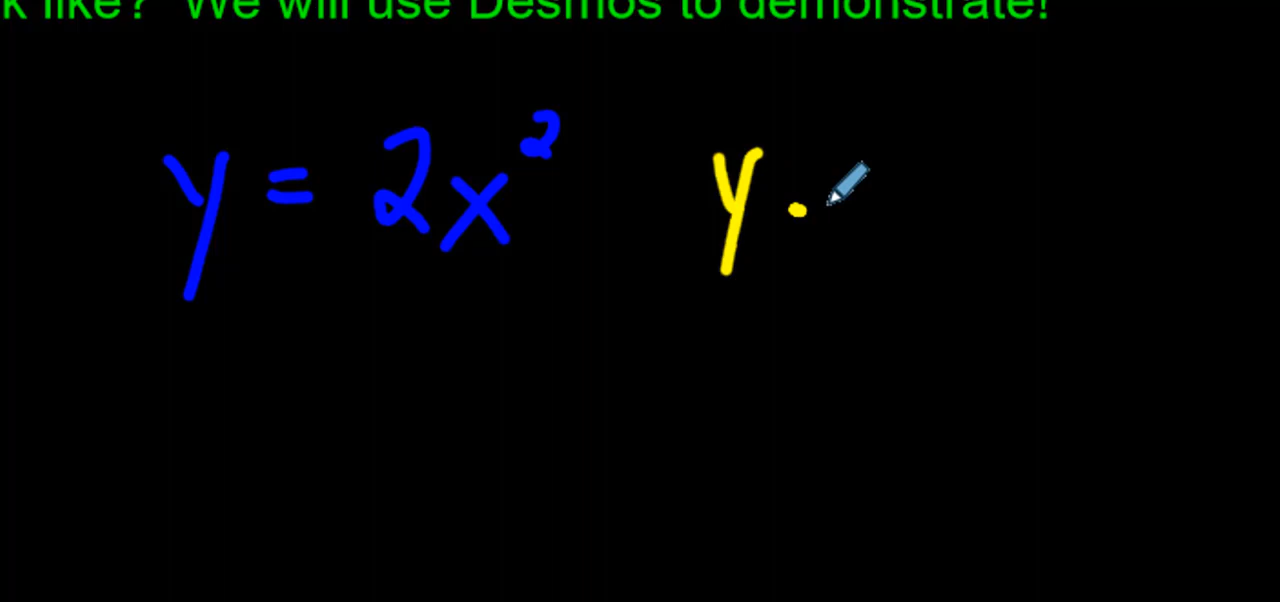 k like? We will use Desmos to demonstrate!
y = 2x² y .